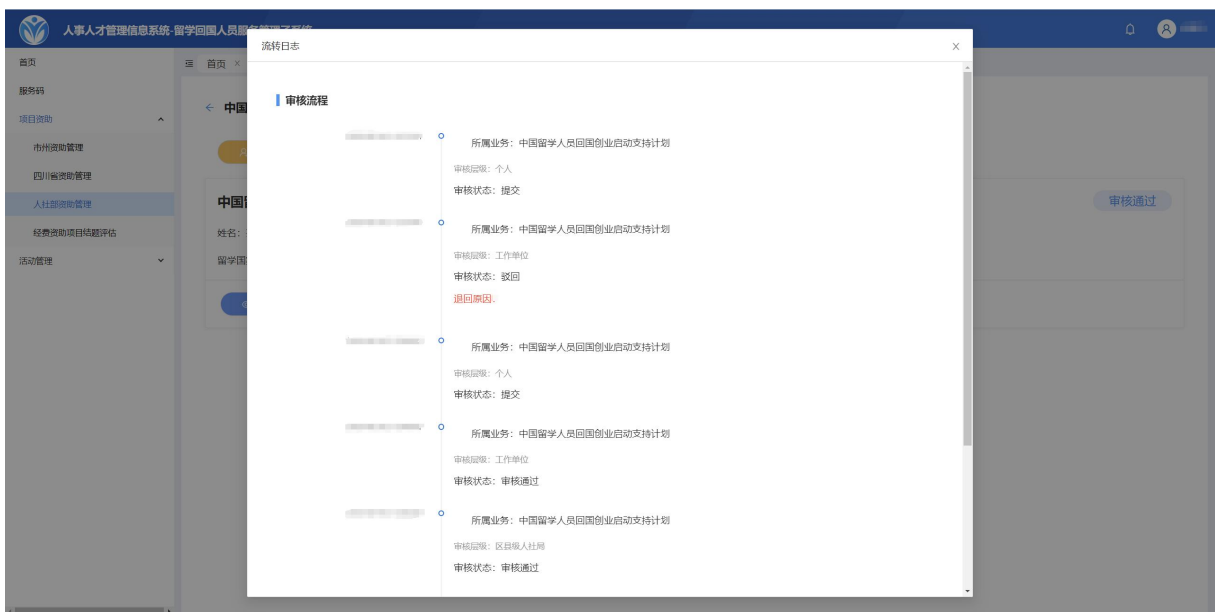 人事人才管理信息系统-留学回国人员服务管理子系统
首页
服务码
项目资助
市州资助管理
四川省资助管理
人社部资助管理
经费资助项目结题评估
活动管理
首页 ×
中国
中国
姓名：
留学国
审核通过
流转日志
审核流程
所属业务：中国留学人员回国创业启动支持计划
审核层级：个人
审核状态：提交
所属业务：中国留学人员回国创业启动支持计划
审核层级：工作单位
审核状态：驳回
退回原因.
所属业务：中国留学人员回国创业启动支持计划
审核层级：个人
审核状态：提交
所属业务：中国留学人员回国创业启动支持计划
审核层级：工作单位
审核状态：审核通过
所属业务：中国留学人员回国创业启动支持计划
审核层级：区县级人社局
审核状态：审核通过